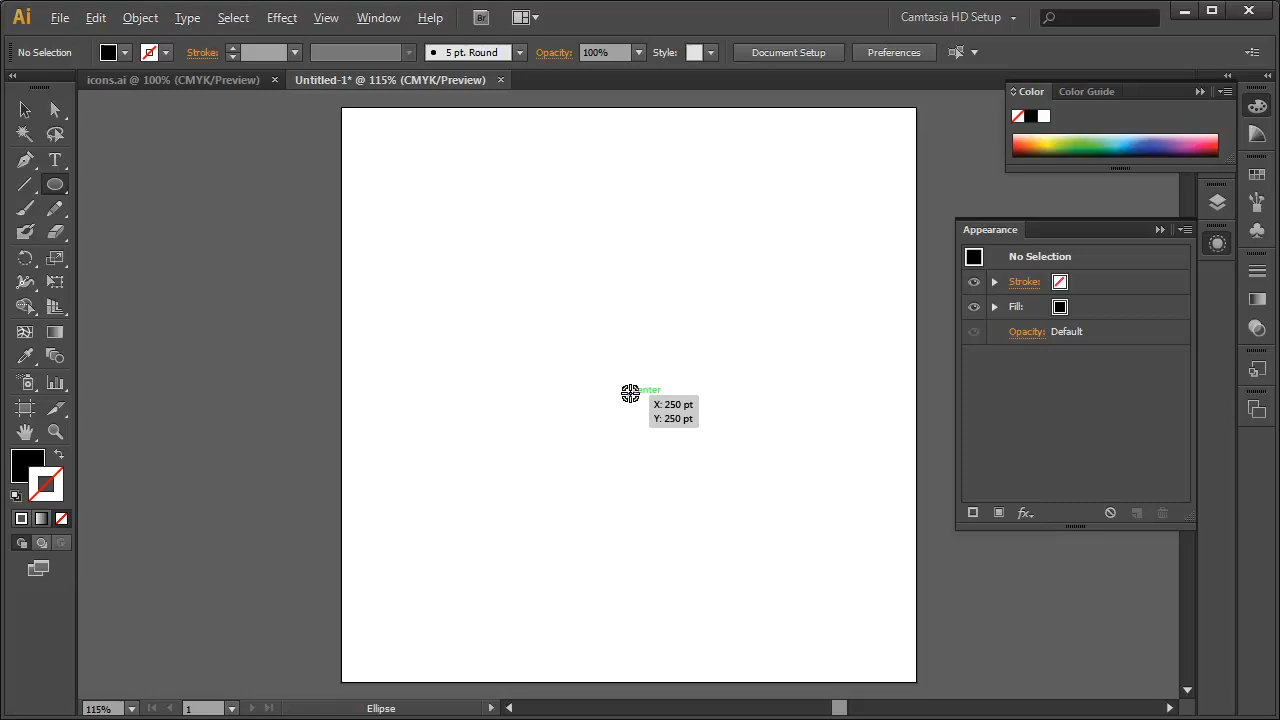 Ai File Edit Object Type Select Effect View Window Help Br Camtasia HD Setup
No Selection Stroke: 5 pt. Round Opacity: 100% Style: Document Setup Preferences
icons.ai @ 100% (CMYK/Preview) Untitled-1* @ 115% (CMYK/Preview)
Color Color Guide
Appearance
No Selection
Stroke:
Fill:
Opacity: Default
X: 250 pt
Y: 250 pt
fx
115% 1 Ellipse